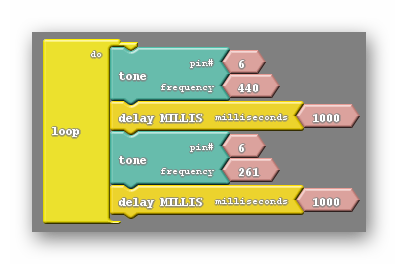 do
pin# 6
tone
frequency 440
delay MILLIS milliseconds 1000
loop
pin# 6
tone
frequency 261
delay MILLIS milliseconds 1000